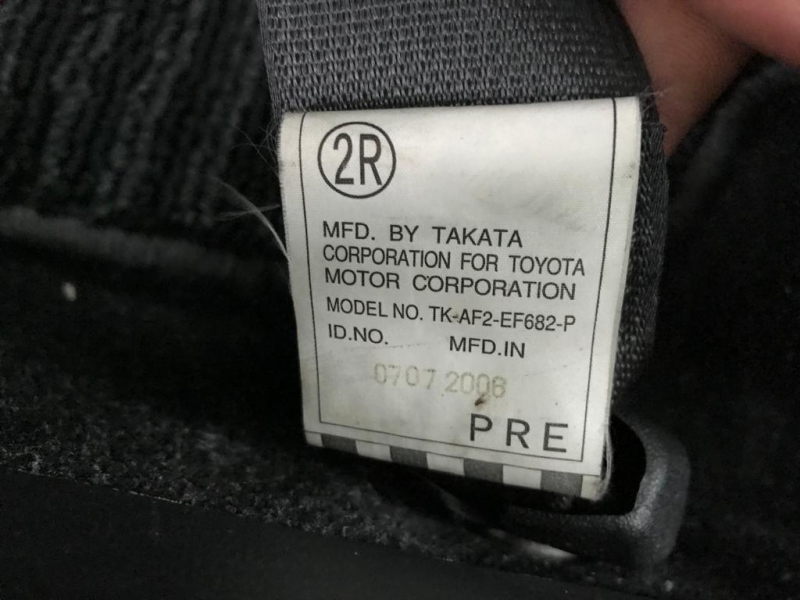 2R
MFD. BY TAKATA
CORPORATION FOR TOYOTA
MOTOR CORPORATION
MODEL NO. TK-AF2-EF682-P
ID.NO. MFD.IN
0707 2006
PRE